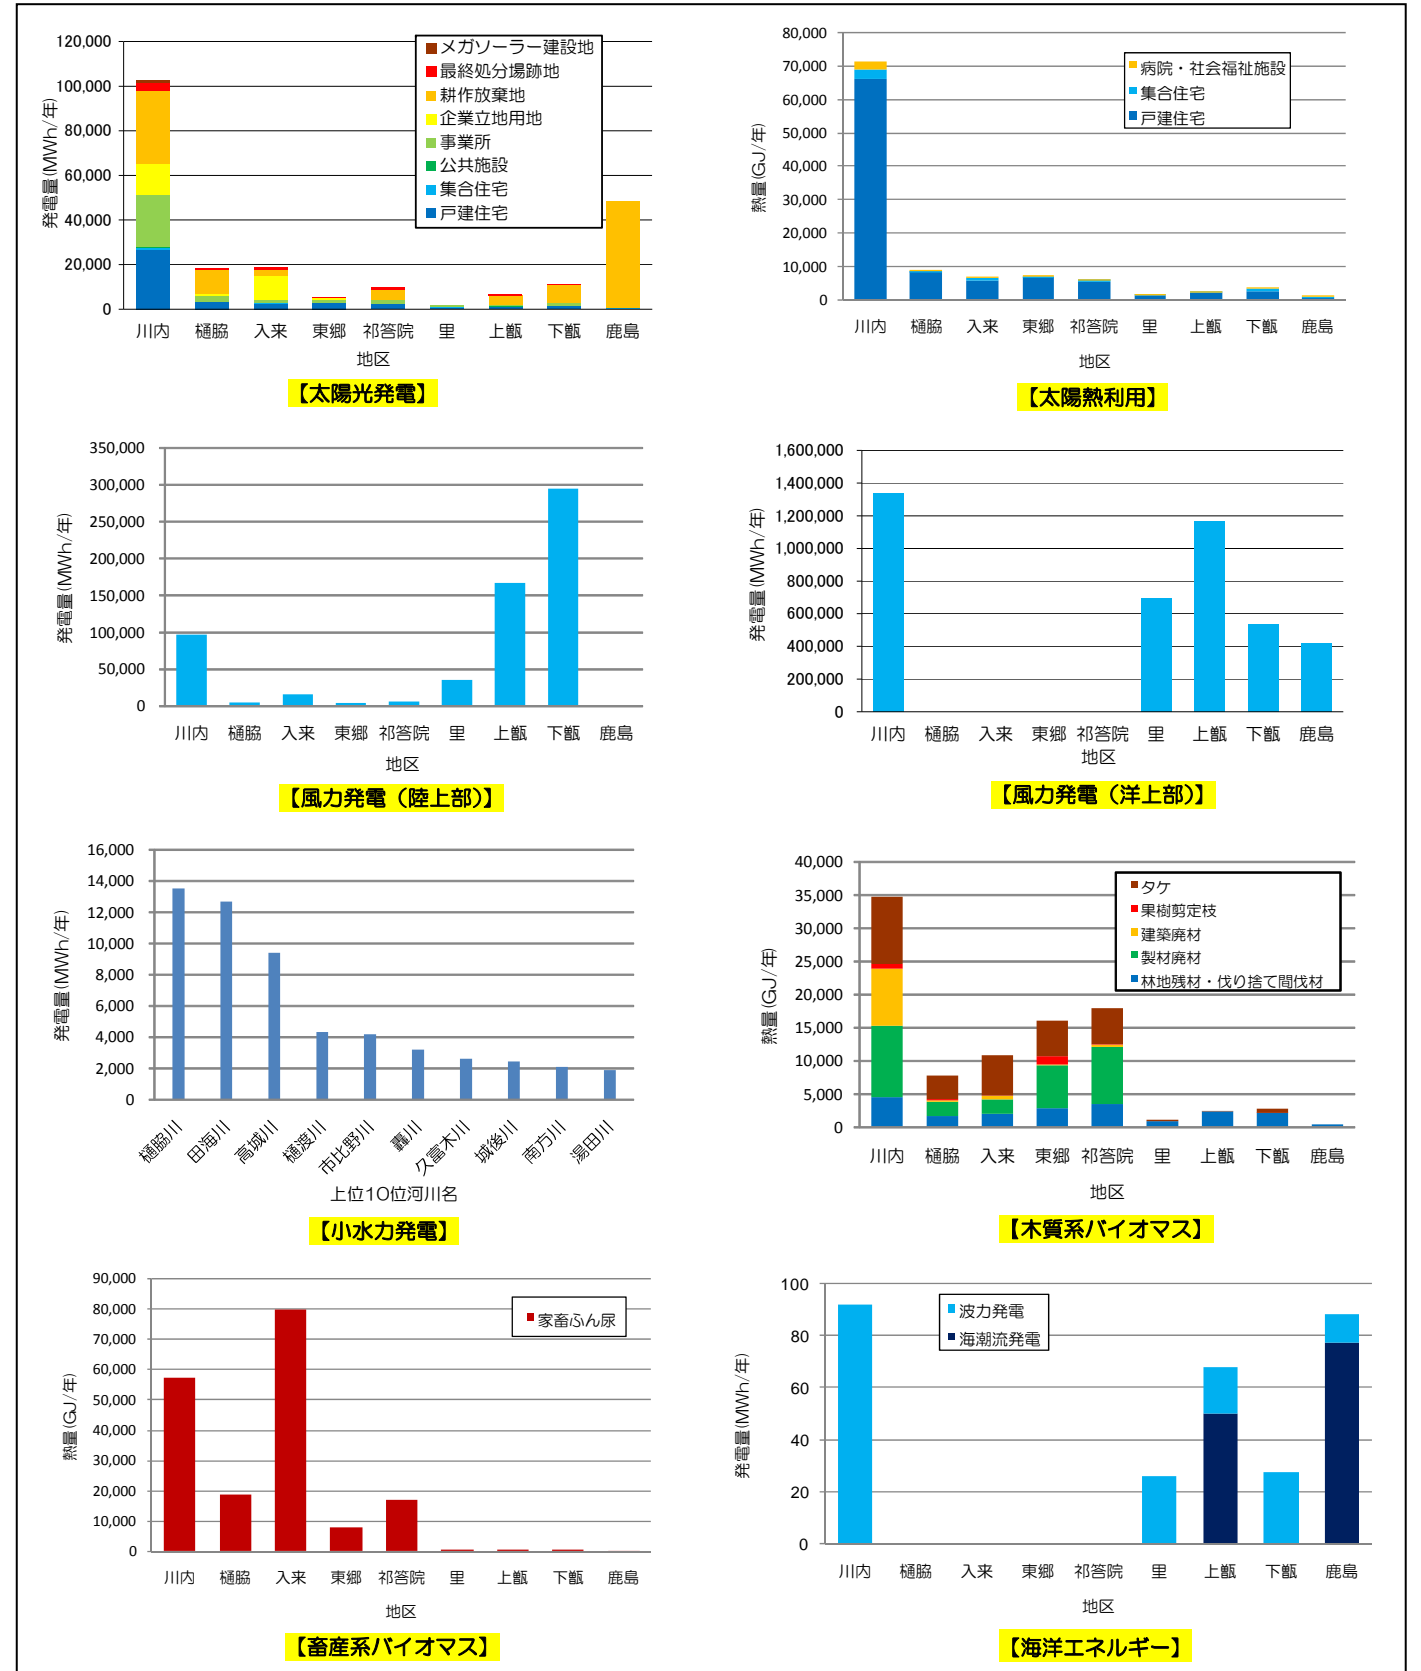 120,000
100,000
80,000
60,000
40,000
20,000
0
発電量(MWh/年)
メガソーラー建設地
最終処分場跡地
耕作放棄地
企業立地用地
事業所
公共施設
集合住宅
戸建住宅
川内 樋脇 入来 東郷 祁答院 里 上甑 下甑 鹿島
地区
【太陽光発電】
80,000
70,000
60,000
50,000
40,000
30,000
20,000
10,000
0
熱量(GJ/年)
病院・社会福祉施設
集合住宅
戸建住宅
川内 樋脇 入来 東郷 祁答院 里 上甑 下甑 鹿島
地区
【太陽熱利用】
350,000
300,000
250,000
200,000
150,000
100,000
50,000
0
発電量(MWh/年)
川内 樋脇 入来 東郷 祁答院 里 上甑 下甑 鹿島
地区
【風力発電（陸上部）】
1,600,000
1,400,000
1,200,000
1,000,000
800,000
600,000
400,000
200,000
0
発電量(MWh/年)
川内 樋脇 入来 東郷 祁答院 里 上甑 下甑 鹿島
地区
【風力発電（洋上部）】
16,000
14,000
12,000
10,000
8,000
6,000
4,000
2,000
0
発電量(MWh/年)
樋脇川 田海川 高城川 樋渡川 市比野川 轟川 久富木川 城後川 南方川 湯田川
上位10位河川名
【小水力発電】
40,000
35,000
30,000
25,000
20,000
15,000
10,000
5,000
0
熱量(GJ/年)
タケ
果樹剪定枝
建築廃材
製材廃材
林地残材・伐り捨て間伐材
川内 樋脇 入来 東郷 祁答院 里 上甑 下甑 鹿島
地区
【木質系バイオマス】
90,000
80,000
70,000
60,000
50,000
40,000
30,000
20,000
10,000
0
熱量(GJ/年)
家畜ふん尿
川内 樋脇 入来 東郷 祁答院 里 上甑 下甑 鹿島
地区
【畜産系バイオマス】
100
80
60
40
20
0
発電量(MWh/年)
波力発電
海潮流発電
川内 樋脇 入来 東郷 祁答院 里 上甑 下甑 鹿島
地区
【海洋エネルギー】